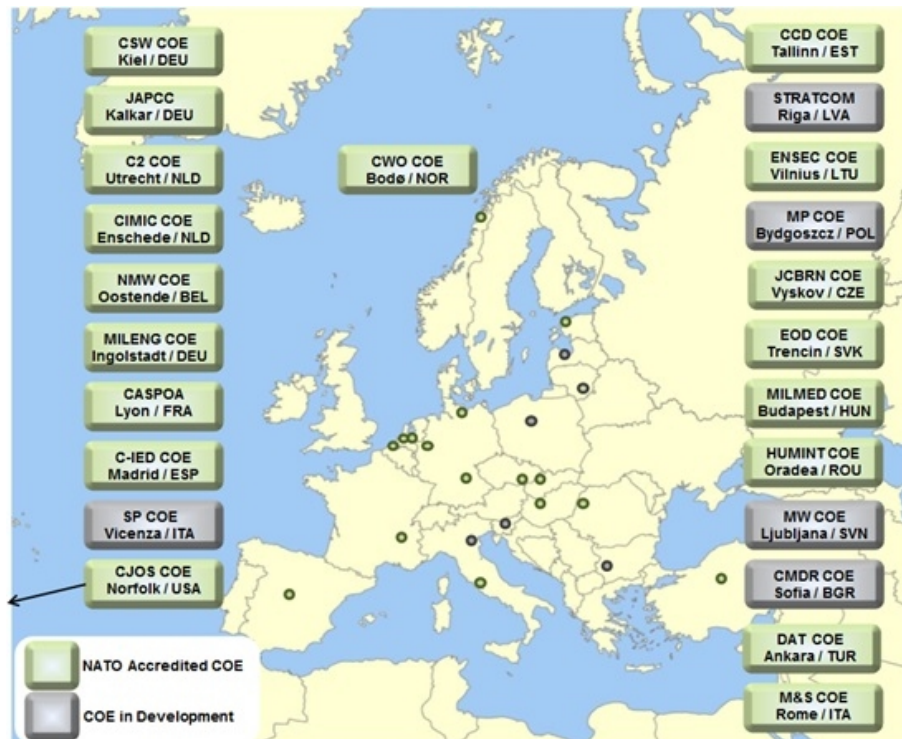 CSW COE
Kiel / DEU
JAPCC
Kalkar / DEU
C2 COE
Utrecht / NLD
CIMIC COE
Enschede / NLD
NMW COE
Oostende / BEL
MILENG COE
Ingolstadt / DEU
CASPOA
Lyon / FRA
C-IED COE
Madrid / ESP
SP COE
Vicenza / ITA
CJOS COE
Norfolk / USA
NATO Accredited COE
COE in Development
CWO COE
Bodø / NOR
CCD COE
Tallinn / EST
STRATCOM
Riga / LVA
ENSEC COE
Vilnius / LTU
MP COE
Bydgoszcz / POL
JCBRN COE
Vyskov / CZE
EOD COE
Trencin / SVK
MILMED COE
Budapest / HUN
HUMINT COE
Oradea / ROU
MW COE
Ljubljana / SVN
CMDR COE
Sofia / BGR
DAT COE
Ankara / TUR
M&S COE
Rome / ITA